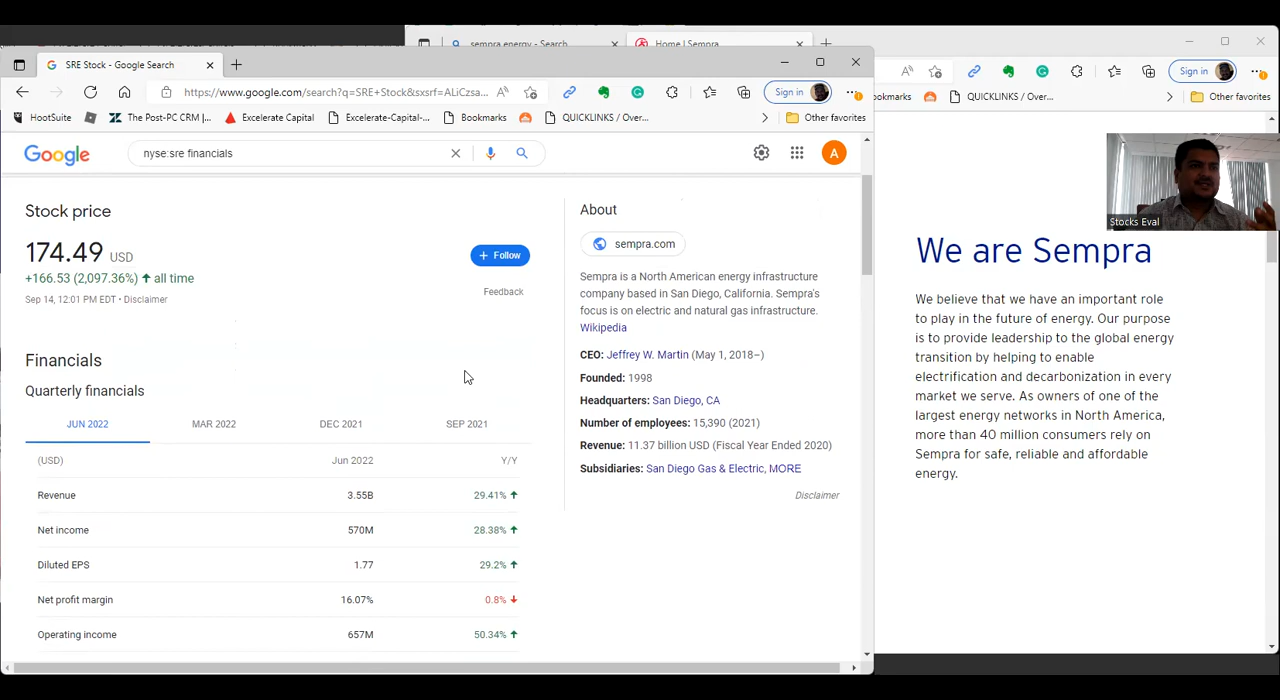 sempra energy - Search
Home | Sempra
SRE Stock - Google Search
https://www.google.com/search?q=SRE+Stock&sxsrf=ALiCzsa...
Sign in
Sign in
HootSuite
The Post-PC CRM |...
Excelerate Capital
Excelerate-Capital-...
Bookmarks
QUICKLINKS / Over...
Other favorites
okmarks
QUICKLINKS / Over...
Other favorites
Google
nyse:sre financials
A
Stock price
174.49 USD
+166.53 (2,097.36%) all time
Sep 14, 12:01 PM EDT • Disclaimer
+ Follow
Feedback
Financials
Quarterly financials
JUN 2022 MAR 2022 DEC 2021 SEP 2021
(USD) Jun 2022 Y/Y
Revenue 3.55B 29.41%
Net income 570M 28.38%
Diluted EPS 1.77 29.2%
Net profit margin 16.07% 0.8%
Operating income 657M 50.34%
About
sempra.com
Sempra is a North American energy infrastructure
company based in San Diego, California. Sempra's
focus is on electric and natural gas infrastructure.
Wikipedia
CEO: Jeffrey W. Martin (May 1, 2018–)
Founded: 1998
Headquarters: San Diego, CA
Number of employees: 15,390 (2021)
Revenue: 11.37 billion USD (Fiscal Year Ended 2020)
Subsidiaries: San Diego Gas & Electric, MORE
Disclaimer
Stocks Eval
We are Sempra
We believe that we have an important role
to play in the future of energy. Our purpose
is to provide leadership to the global energy
transition by helping to enable
electrification and decarbonization in every
market we serve. As owners of one of the
largest energy networks in North America,
more than 40 million consumers rely on
Sempra for safe, reliable and affordable
energy.